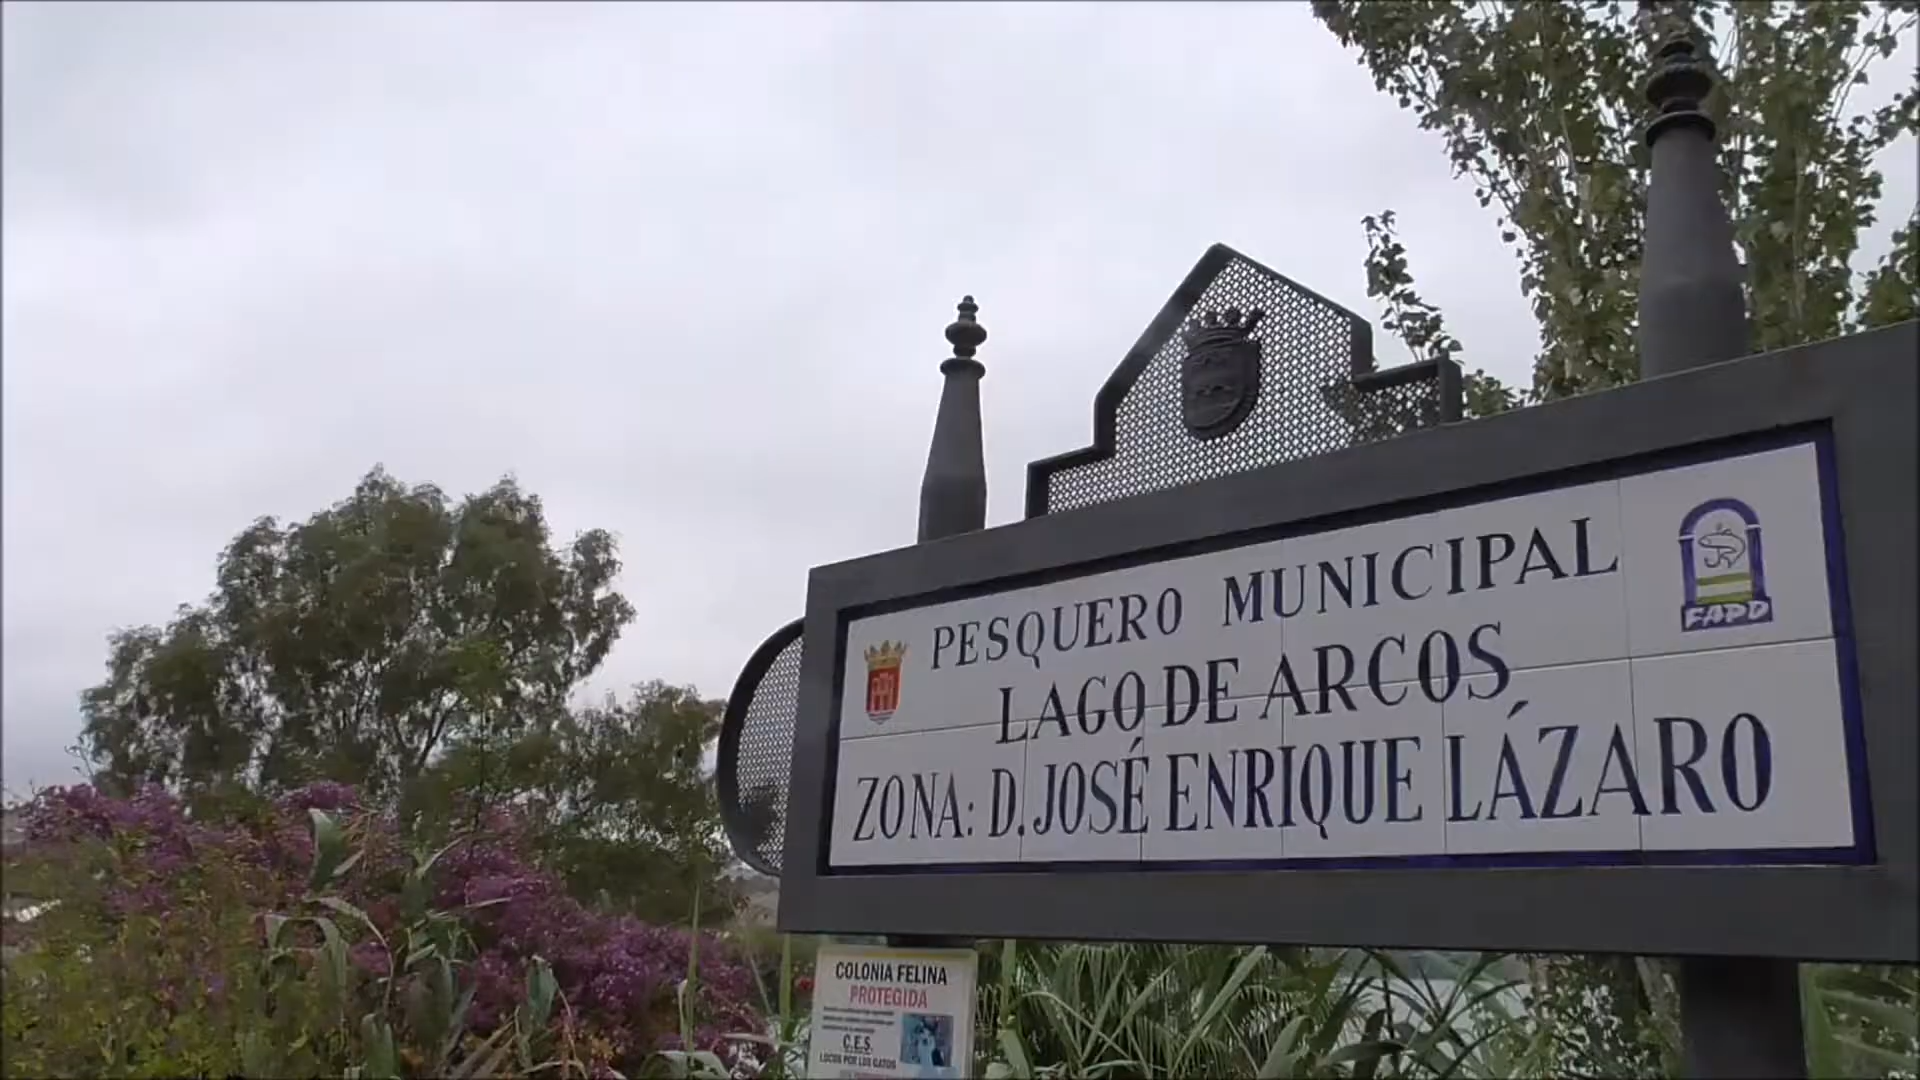 PESQUERO MUNICIPAL
LAGO DE ARCOS
ZONA: D. JOSÉ ENRIQUE LÁZARO
FAPD
COLONIA FELINA
PROTEGIDA
C.E.S.
LOCOS POR LOS GATOS